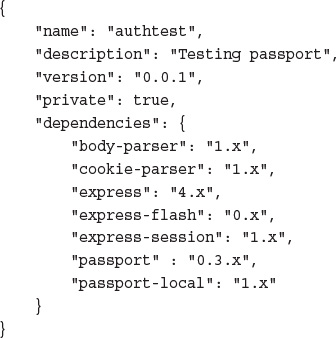 {
    "name": "authtest",
    "description": "Testing passport",
    "version": "0.0.1",
    "private": true,
    "dependencies": {
        "body-parser": "1.x",
        "cookie-parser": "1.x",
        "express": "4.x",
        "express-flash": "0.x",
        "express-session": "1.x",
        "passport" : "0.3.x",
        "passport-local": "1.x"
    }
}